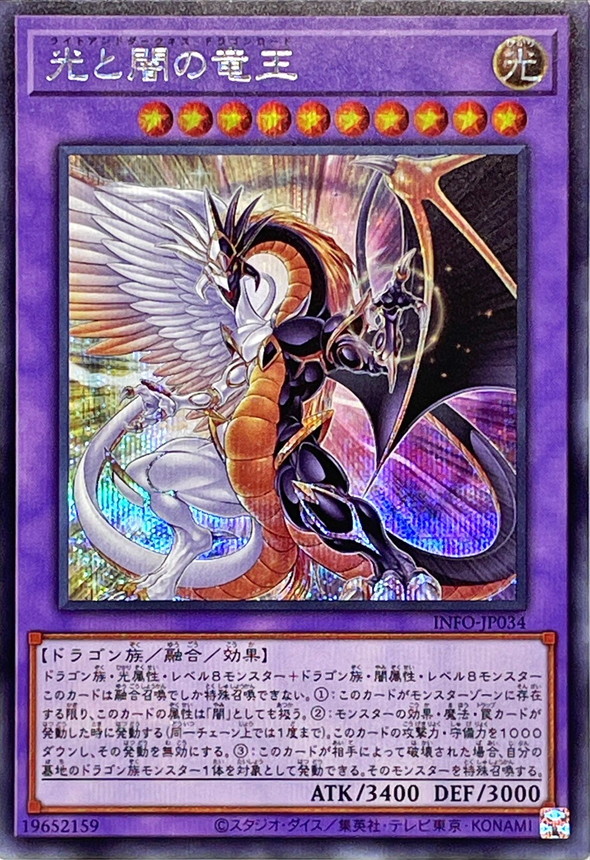 ライトアンドダークネス・ドラゴンロード
光と闇の竜王
光
INFO-JP034
【ドラゴン族/融合/効果】
ドラゴン族・光属性・レベル8モンスター+ドラゴン族・闇属性・レベル8モンスター
このカードは融合召喚でしか特殊召喚できない。①:このカードがモンスターゾーンに存在
する限り、このカードの属性は「闇」としても扱う。②:モンスターの効果・魔法・罠カードが
発動した時に発動する(同一チェーン上では1度まで)。このカードの攻撃力・守備力を1000
ダウンし、その発動を無効にする。③:このカードが相手によって破壊された場合、自分の
墓地のドラゴン族モンスター1体を対象として発動できる。そのモンスターを特殊召喚する。
ATK/3400 DEF/3000
19652159 ©スタジオ・ダイス/集英社・テレビ東京・KONAMI